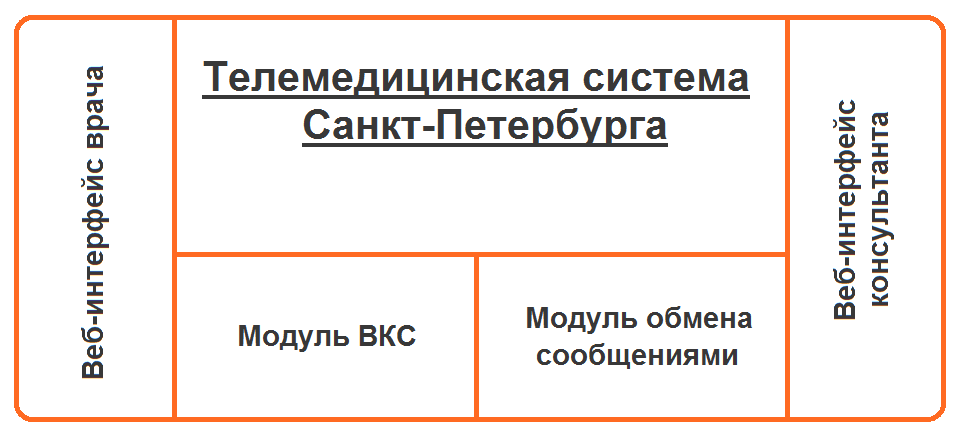 Веб-интерфейс врача
Телемедицинская система
Санкт-Петербурга
Модуль ВКС
Модуль обмена
сообщениями
Веб-интерфейс
консультанта